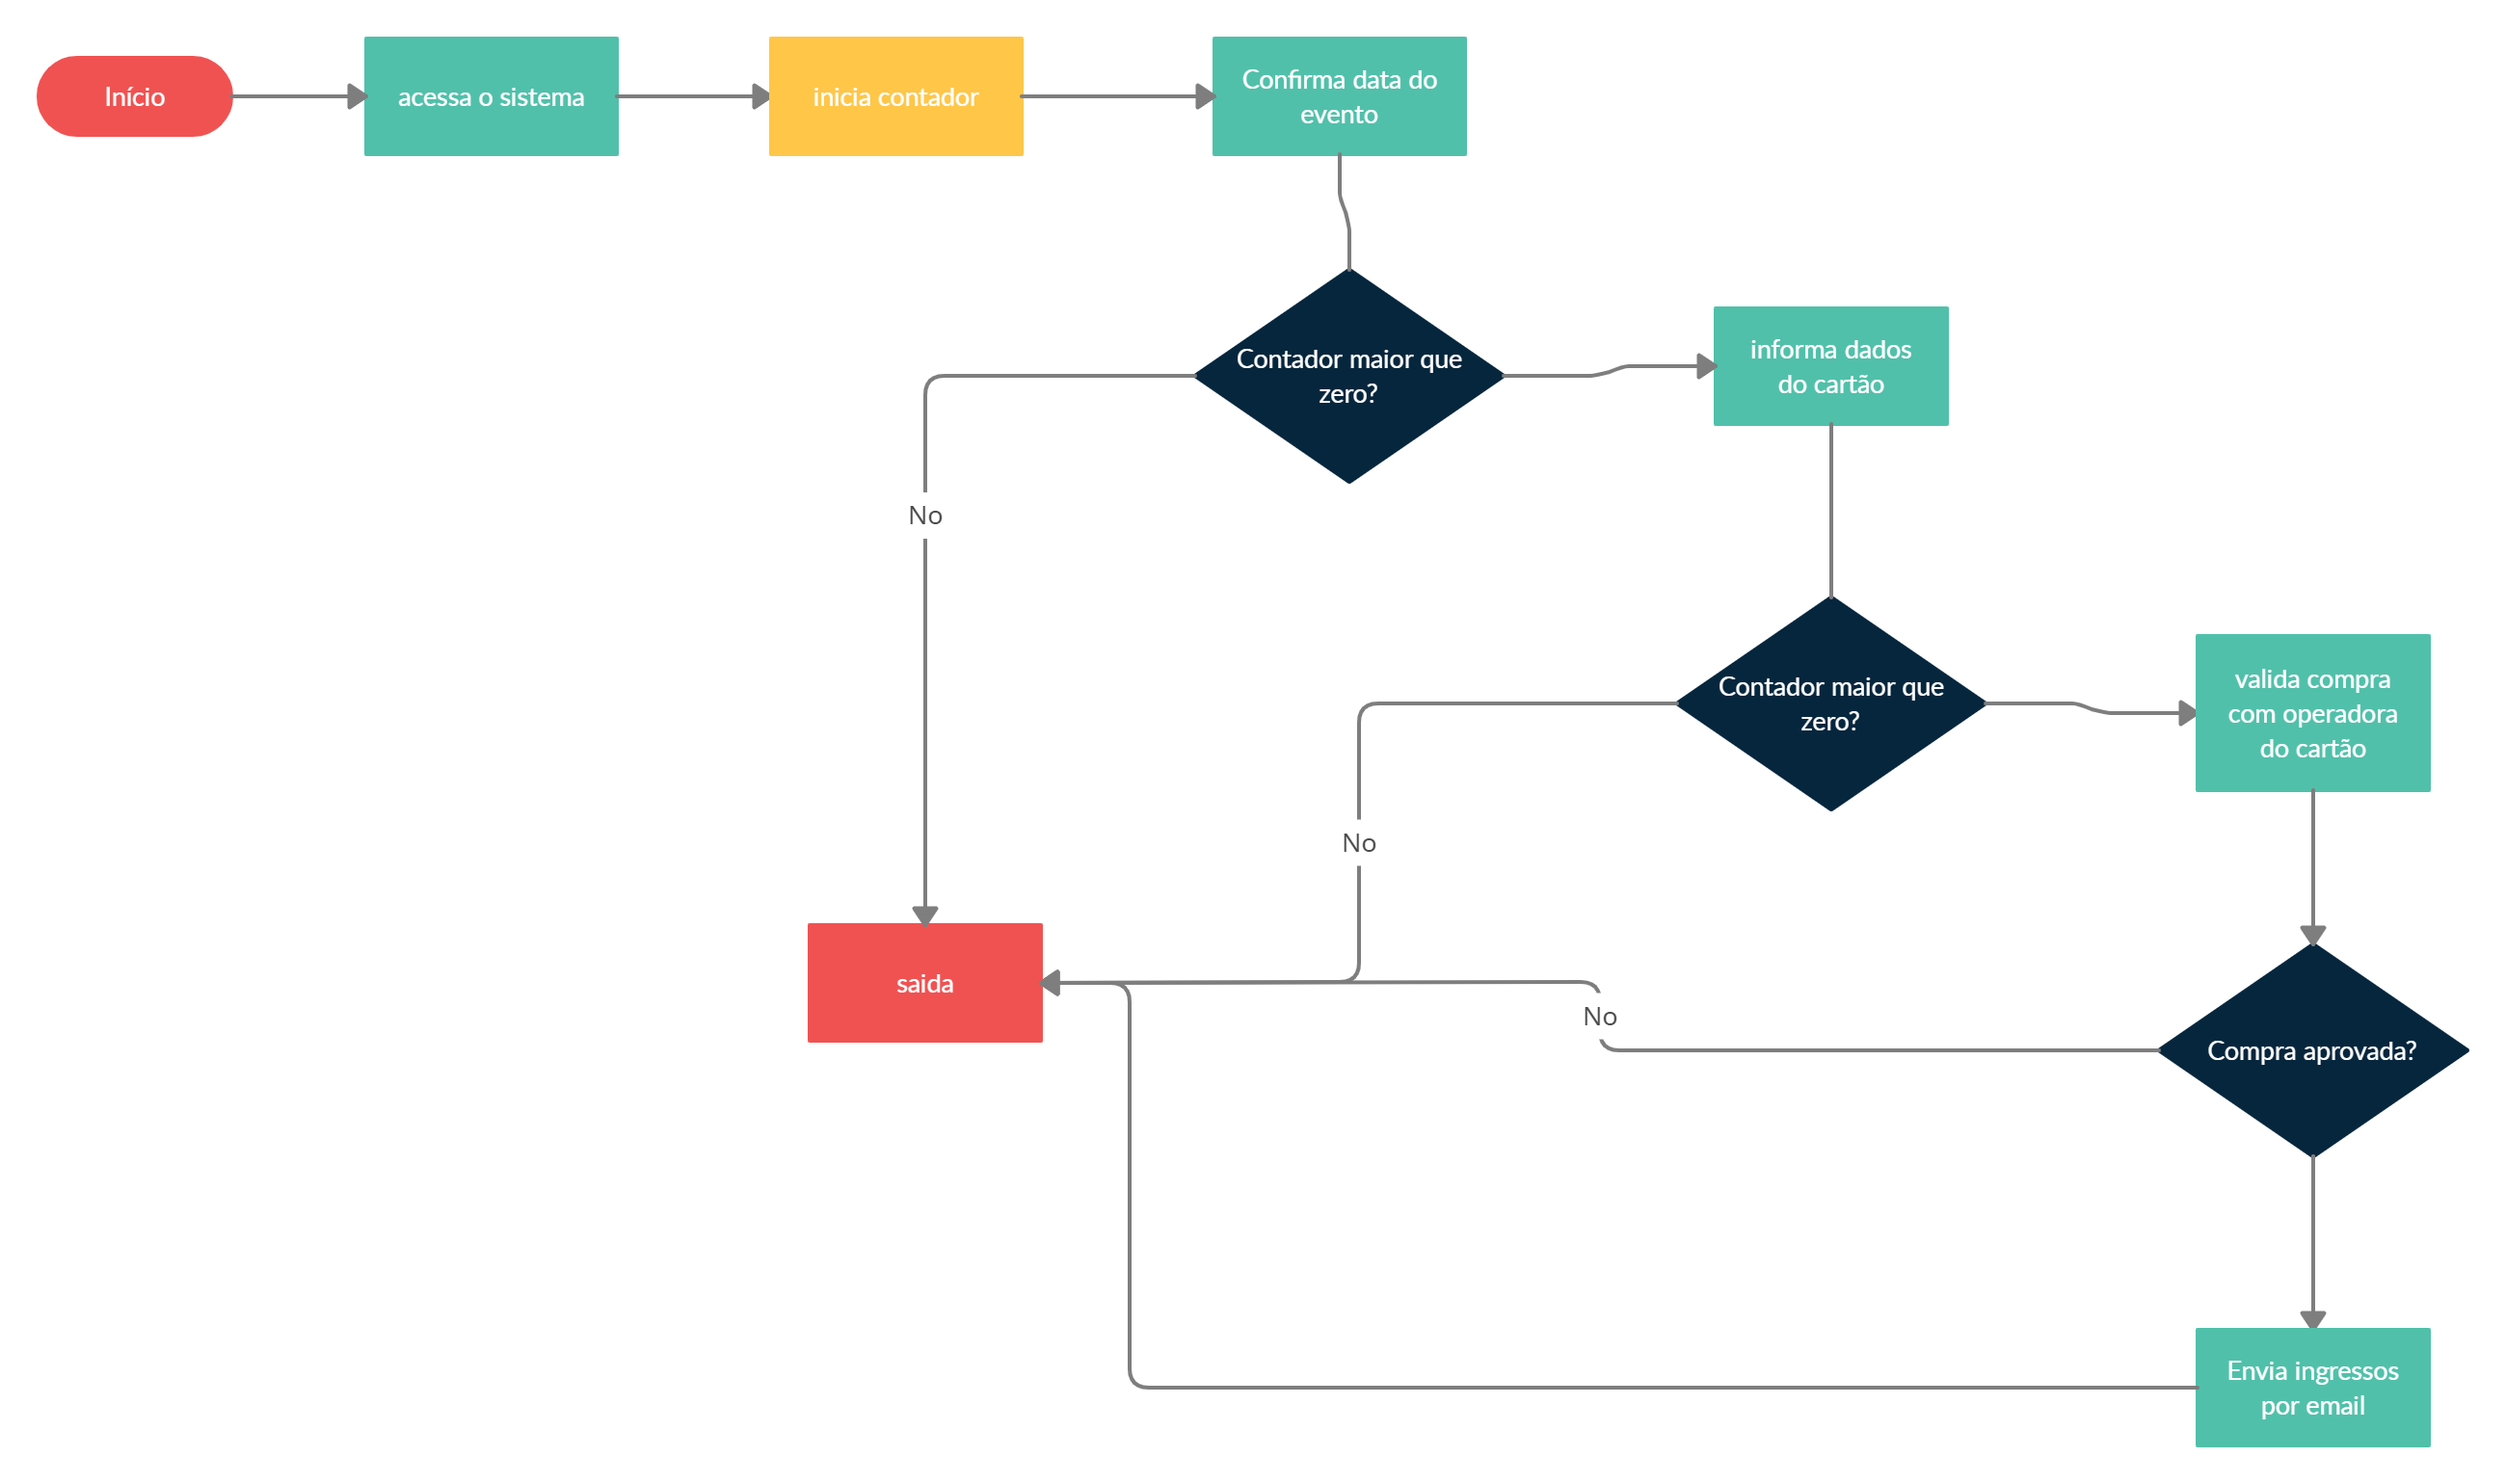 Início
acessa o sistema
inicia contador
Confirma data do
evento
Contador maior que
zero?
informa dados
do cartão
No
Contador maior que
zero?
valida compra
com operadora
do cartão
No
saida
No
Compra aprovada?
Envia ingressos
por email